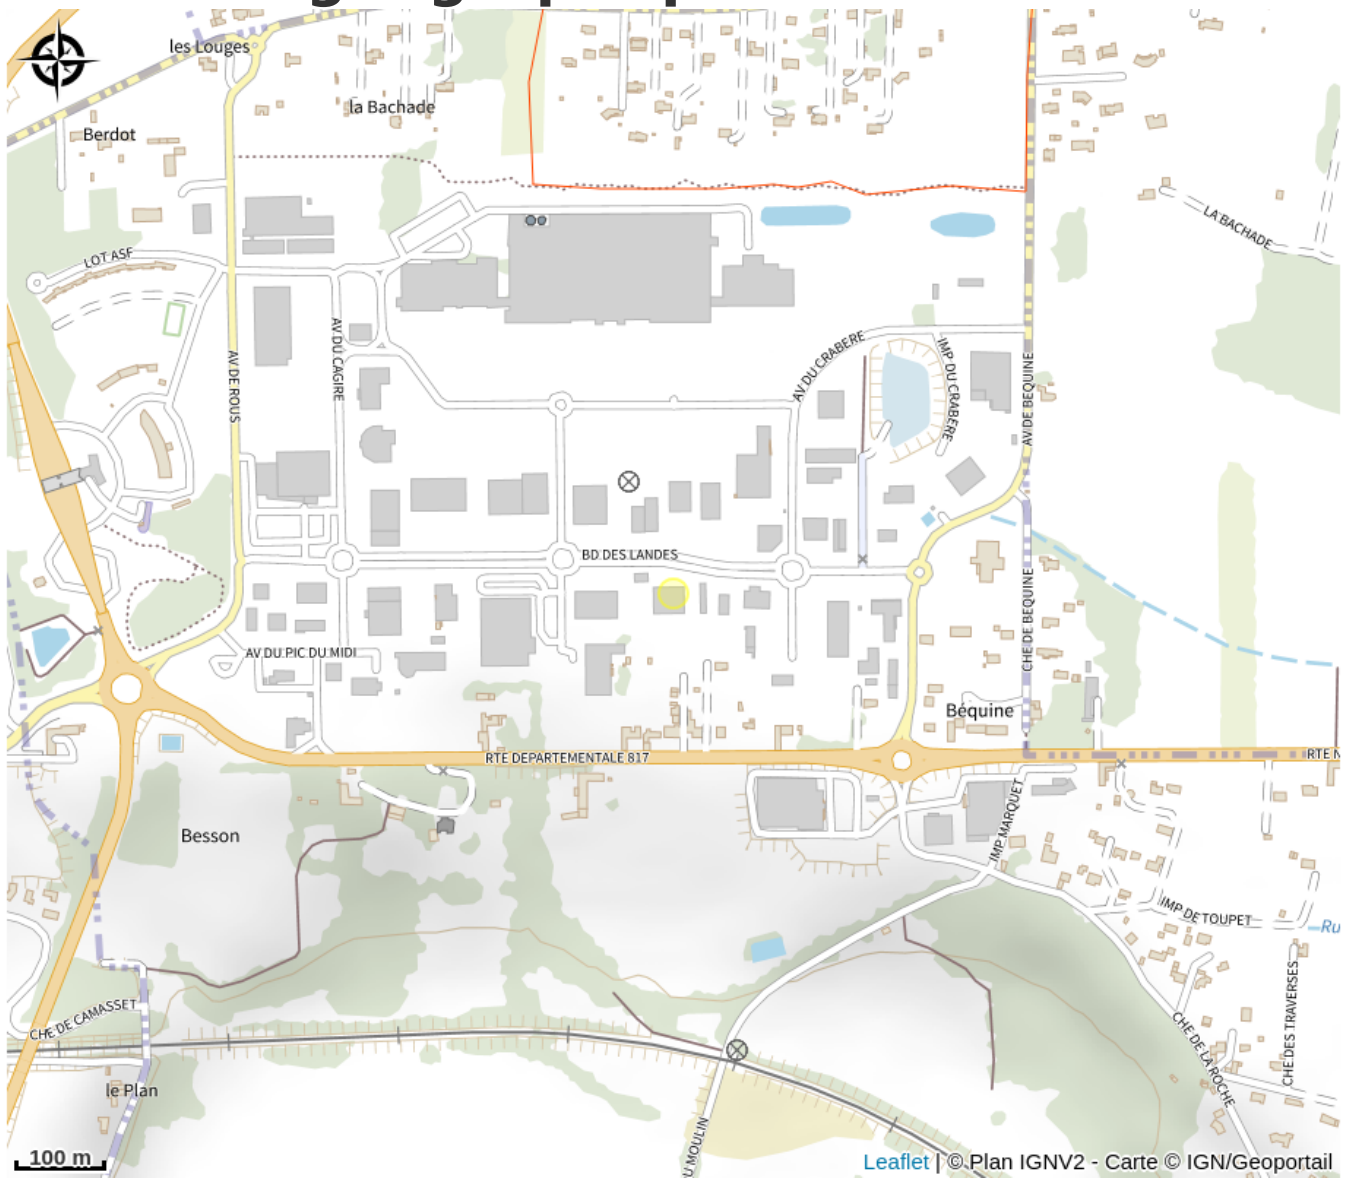 les Louges
la Bachade
Berdot
LA BACHADE
LOT ASF
AV DU CAGIRE
AV DE ROUS
AV DU CRABERE
IMP DU CRABERE
AV DE BEQUINE
BD DES LANDES
CHE DE BEQUINE
AV DU PIC DU MIDI
Béquine
RTE DEPARTEMENTALE 817
RTE N
Besson
IMP MARQUET
IMP DE TOUPET
Ru
CHE DE CAMASSET
CHE DES TRAVERSES
CHE DE LA ROCHE
le Plan
U MOULIN
100 m
Leaflet | © Plan IGNV2 - Carte © IGN/Geoportail